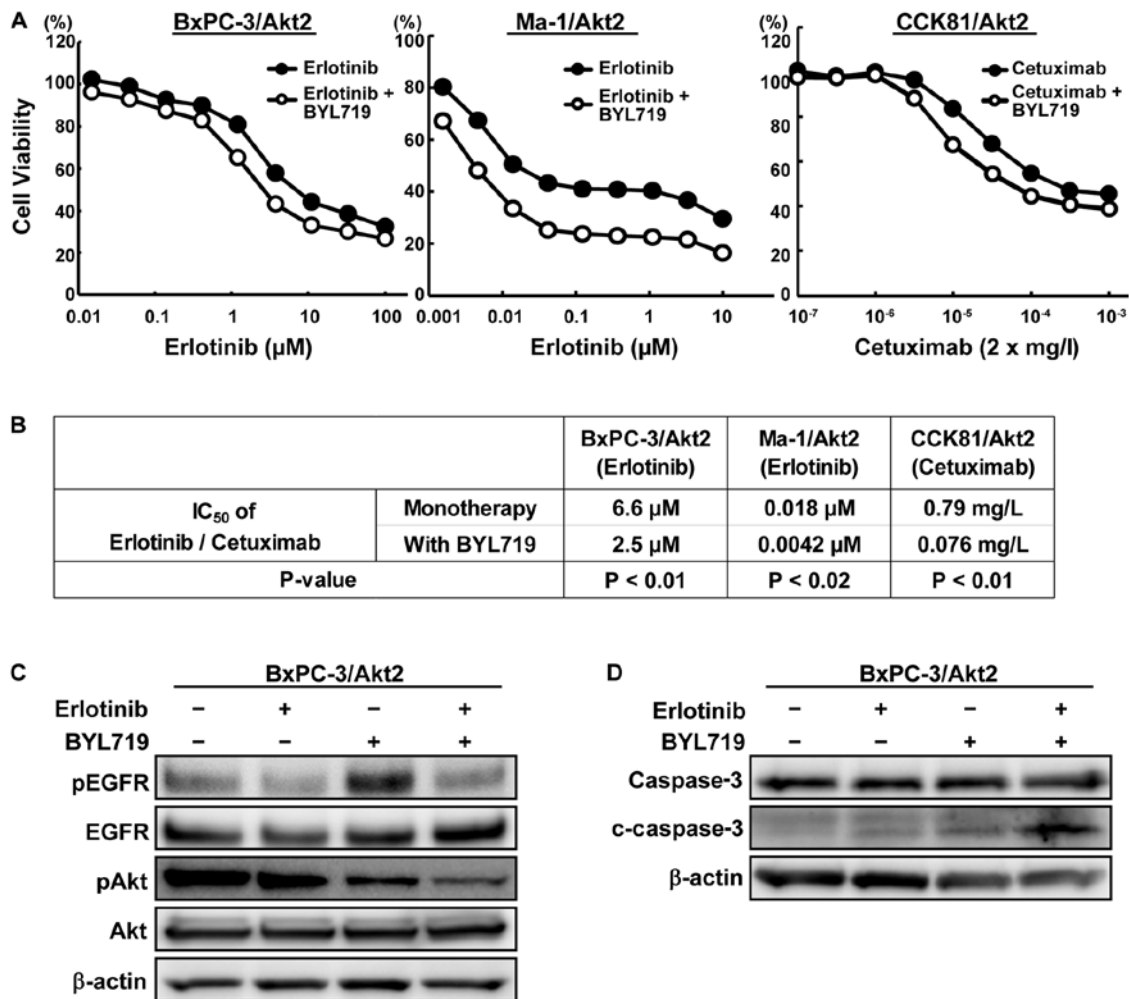 A
(%)
BxPC-3/Akt2
120
100
80
60
40
20
0
0.01
0.1
1
10
100
Erlotinib (µM)
Cell Viability
Erlotinib
Erlotinib +
BYL719
(%)
Ma-1/Akt2
100
80
60
40
20
0
0.001
0.01
0.1
1
10
Erlotinib (µM)
Erlotinib
Erlotinib +
BYL719
(%)
CCK81/Akt2
120
100
80
60
40
20
0
10⁻⁷
10⁻⁶
10⁻⁵
10⁻⁴
10⁻³
Cetuximab (2 x mg/l)
Cetuximab
Cetuximab +
BYL719
B
BxPC-3/Akt2
(Erlotinib)
Ma-1/Akt2
(Erlotinib)
CCK81/Akt2
(Cetuximab)
IC₅₀ of
Erlotinib / Cetuximab
Monotherapy
6.6 µM
0.018 µM
0.79 mg/L
With BYL719
2.5 µM
0.0042 µM
0.076 mg/L
P-value
P < 0.01
P < 0.02
P < 0.01
C
BxPC-3/Akt2
Erlotinib − + − +
BYL719 − − + +
pEGFR
EGFR
pAkt
Akt
β-actin
D
BxPC-3/Akt2
Erlotinib − + − +
BYL719 − − + +
Caspase-3
c-caspase-3
β-actin